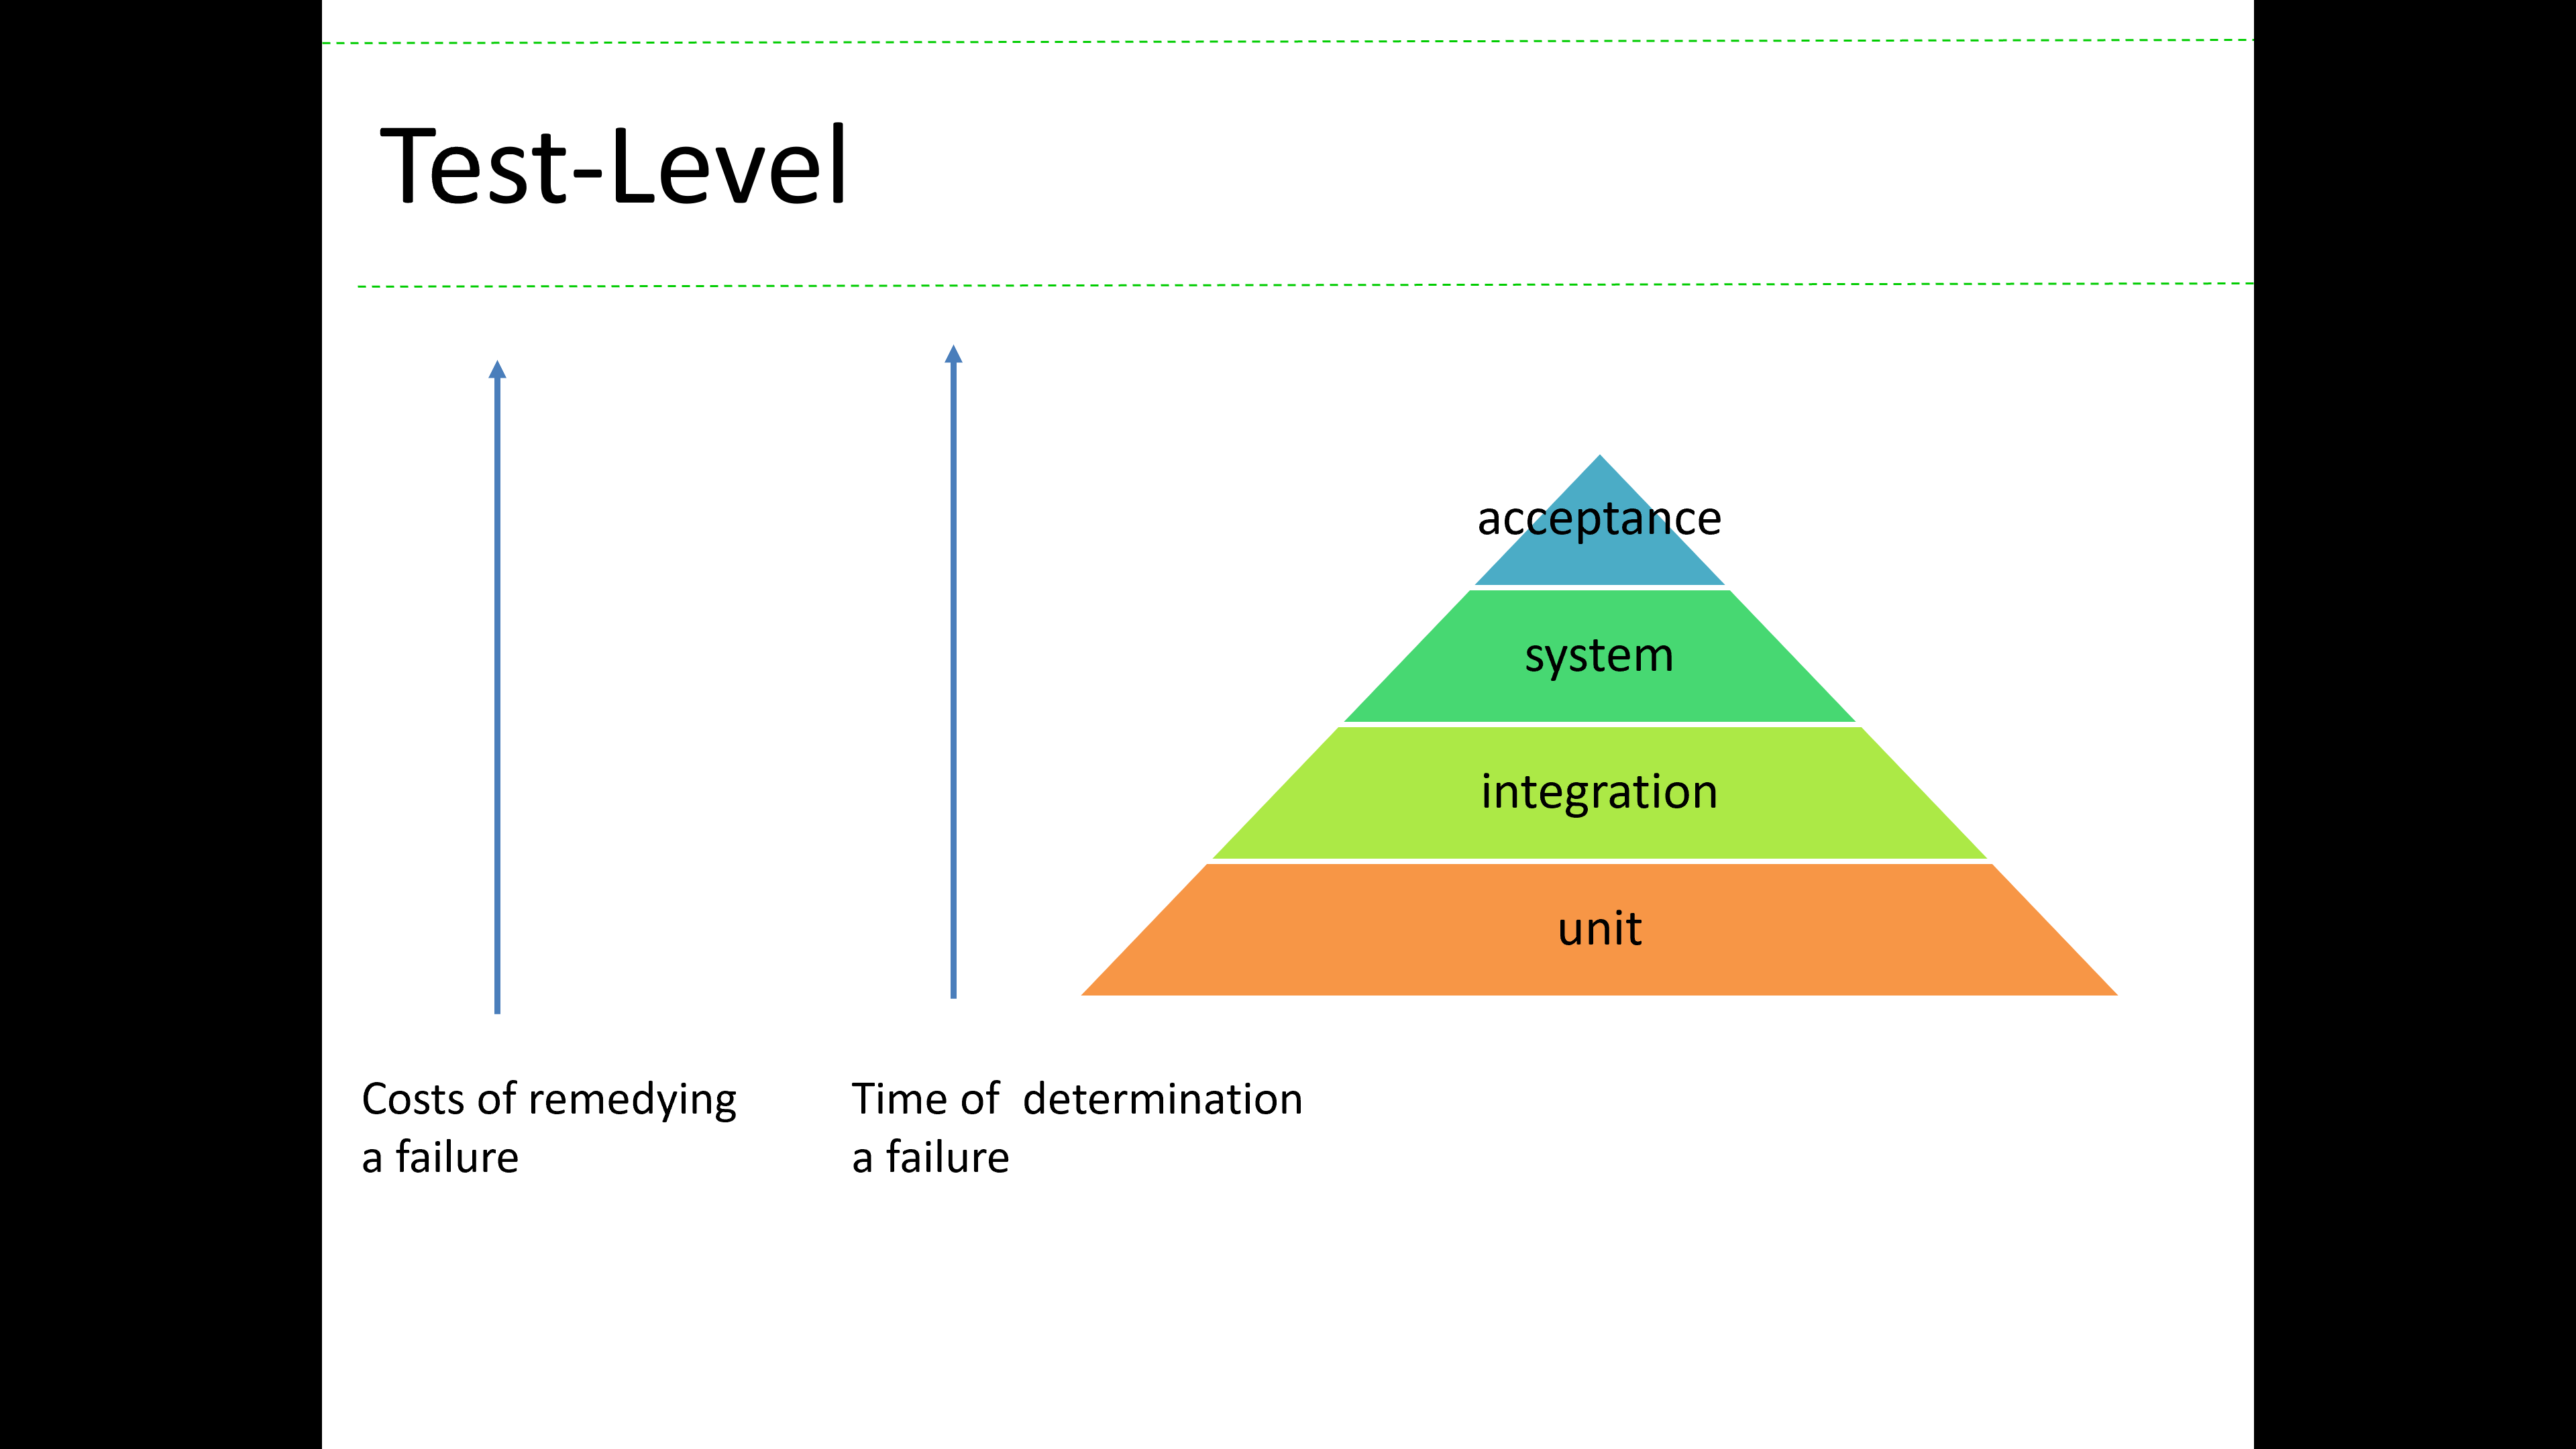 Test-Level
acceptance
system
integration
unit
Costs of remedying
a failure
Time of  determination
a failure